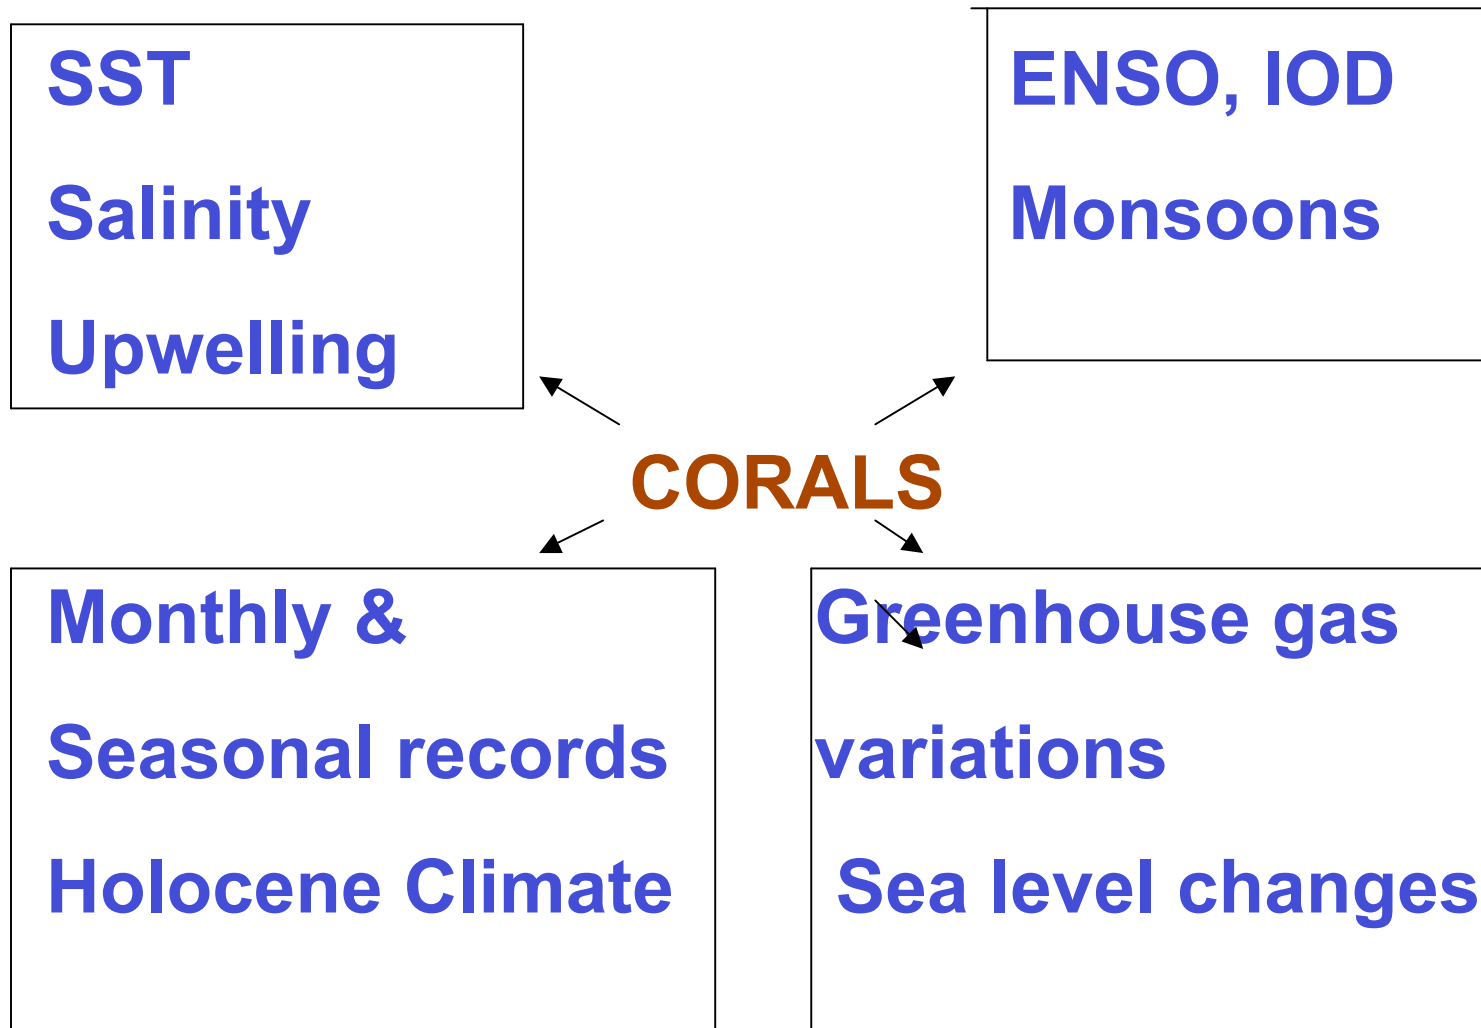 SST
Salinity
Upwelling
ENSO, IOD
Monsoons
CORALS
Monthly &
Seasonal records
Holocene Climate
Greenhouse gas
variations
Sea level changes